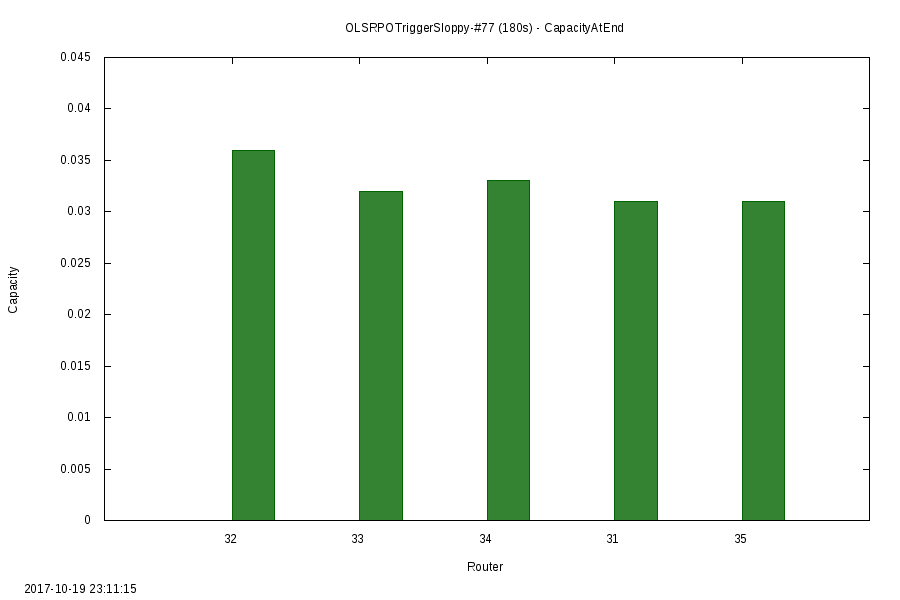 OLSRPOTriggerSloppy-#77 (180s) - CapacityAtEnd
0.045
0.04
0.035
0.03
0.025
0.02
0.015
0.01
0.005
0
Capacity
32 33 34 31 35
Router
2017-10-19 23:11:15